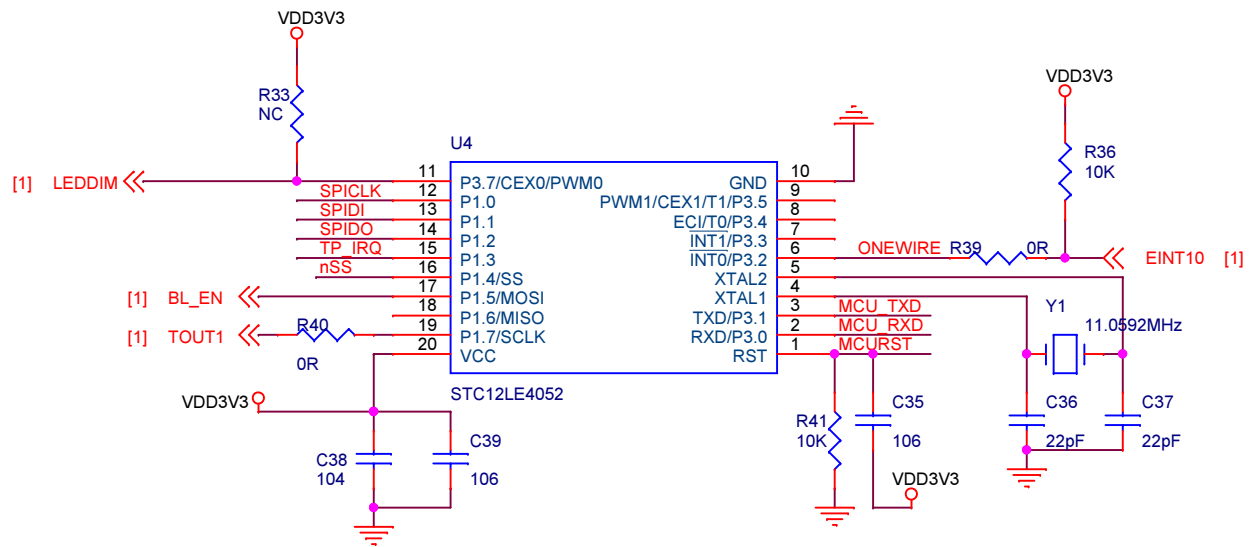 VDD3V3
R33
NC
VDD3V3
R36
10K
U4
[1] LEDDIM
11
P3.7/CEX0/PWM0
SPICLK
12
P1.0
SPIDI
13
P1.1
SPIDO
14
P1.2
TP_IRQ
15
P1.3
nSS
16
P1.4/SS
[1] BL_EN
17
P1.5/MOSI
18
P1.6/MISO
[1] TOUT1
R40
0R
19
P1.7/SCLK
20
VCC
GND
10
PWM1/CEX1/T1/P3.5
9
ECI/T0/P3.4
8
INT1/P3.3
7
INT0/P3.2
6
ONEWIRE
R39
0R
EINT10 [1]
XTAL2
5
XTAL1
4
TXD/P3.1
3
MCU_TXD
RXD/P3.0
2
MCU_RXD
RST
1
MCURST
Y1
11.0592MHz
STC12LE4052
VDD3V3
C38
104
C39
106
R41
10K
C35
106
VDD3V3
C36
22pF
C37
22pF